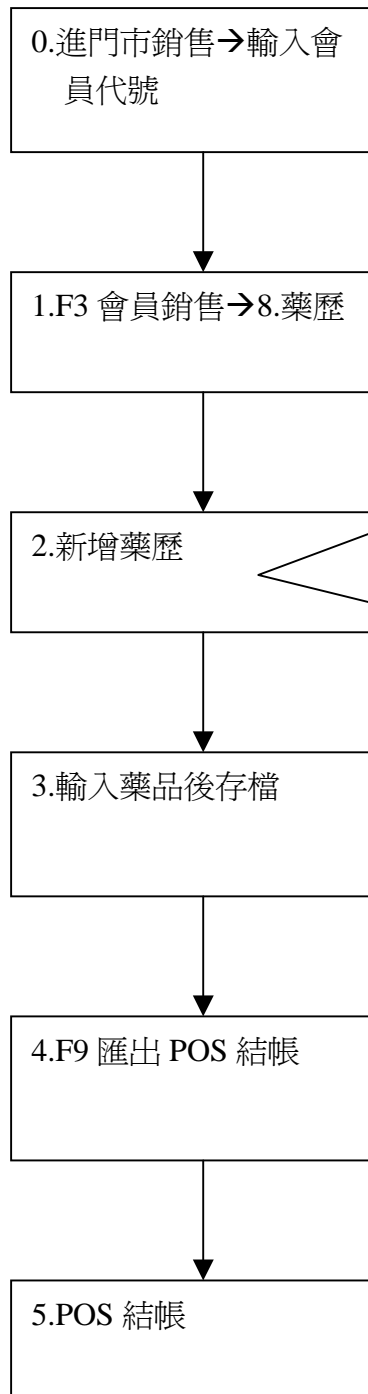 0.進門市銷售→輸入會
員代號
1.F3 會員銷售→8.藥歷
2.新增藥歷
3.輸入藥品後存檔
4.F9 匯出 POS 結帳
5.POS 結帳